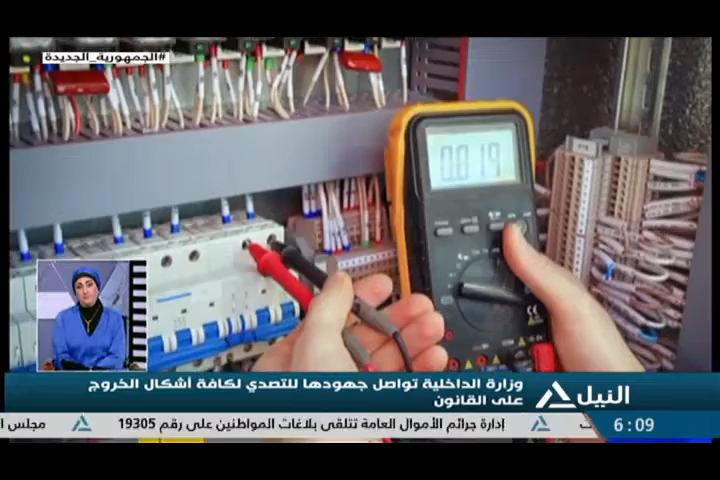 #الجمهورية_الجديدة
0.019
CE
وزارة الداخلية تواصل جهودها للتصدي لكافة أشكال الخروج
على القانون
النيل
إدارة جرائم الأموال العامة تتلقى بلاغات المواطنين على رقم 19305
مجلس
6:09